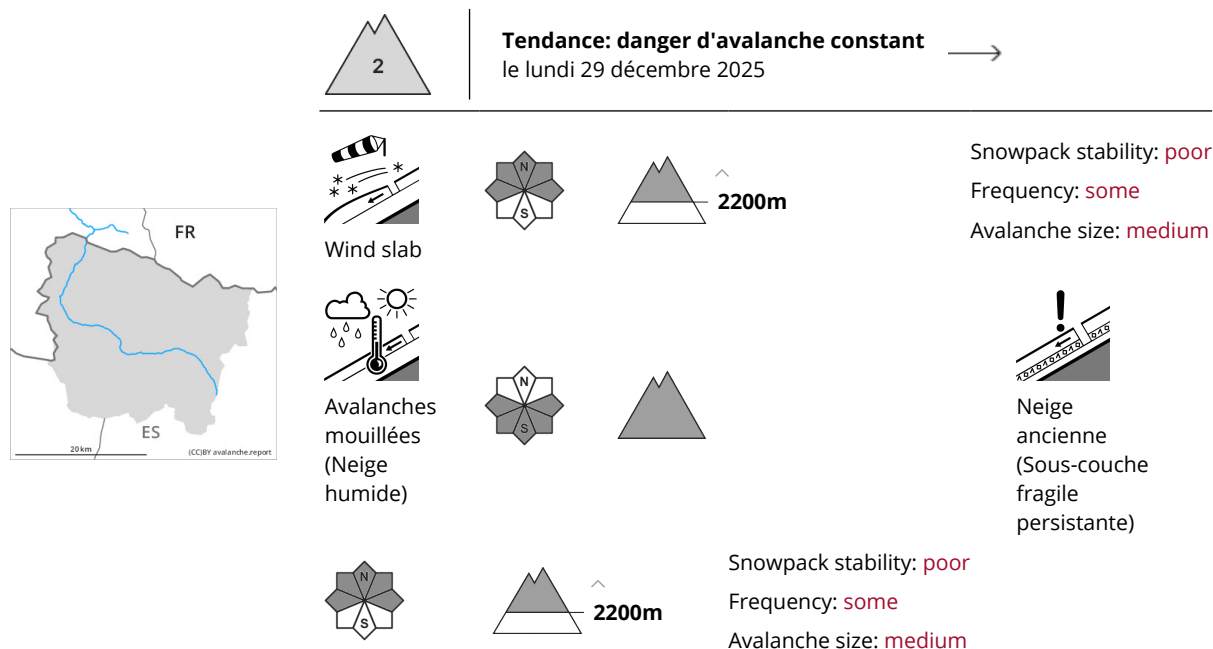 2
Tendance: danger d'avalanche constant
le lundi 29 décembre 2025
FR
ES
20 km
(CC)BY avalanche.report
N
S
2200m
Snowpack stability: poor
Frequency: some
Avalanche size: medium
Wind slab
N
S
Avalanches
mouillées
(Neige
humide)
Neige
ancienne
(Sous-couche
fragile
persistante)
N
S
2200m
Snowpack stability: poor
Frequency: some
Avalanche size: medium